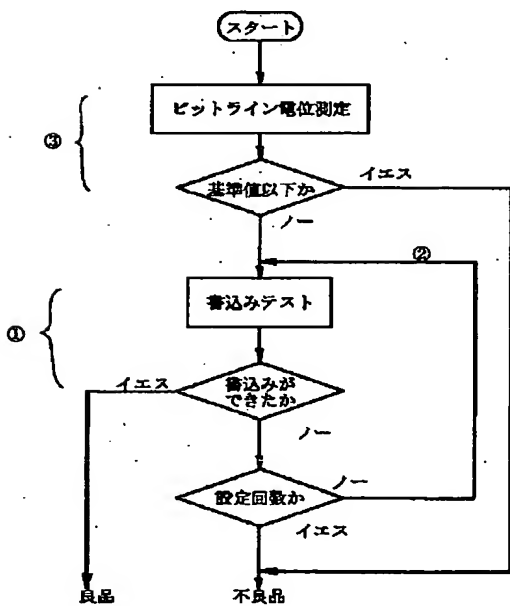 スタート
ビットライン電位測定
③
基準値以下か
イエス
ノー
②
書込みテスト
①
イエス
書込みが
できたか
ノー
設定回数か
ノー
イエス
良品
不良品